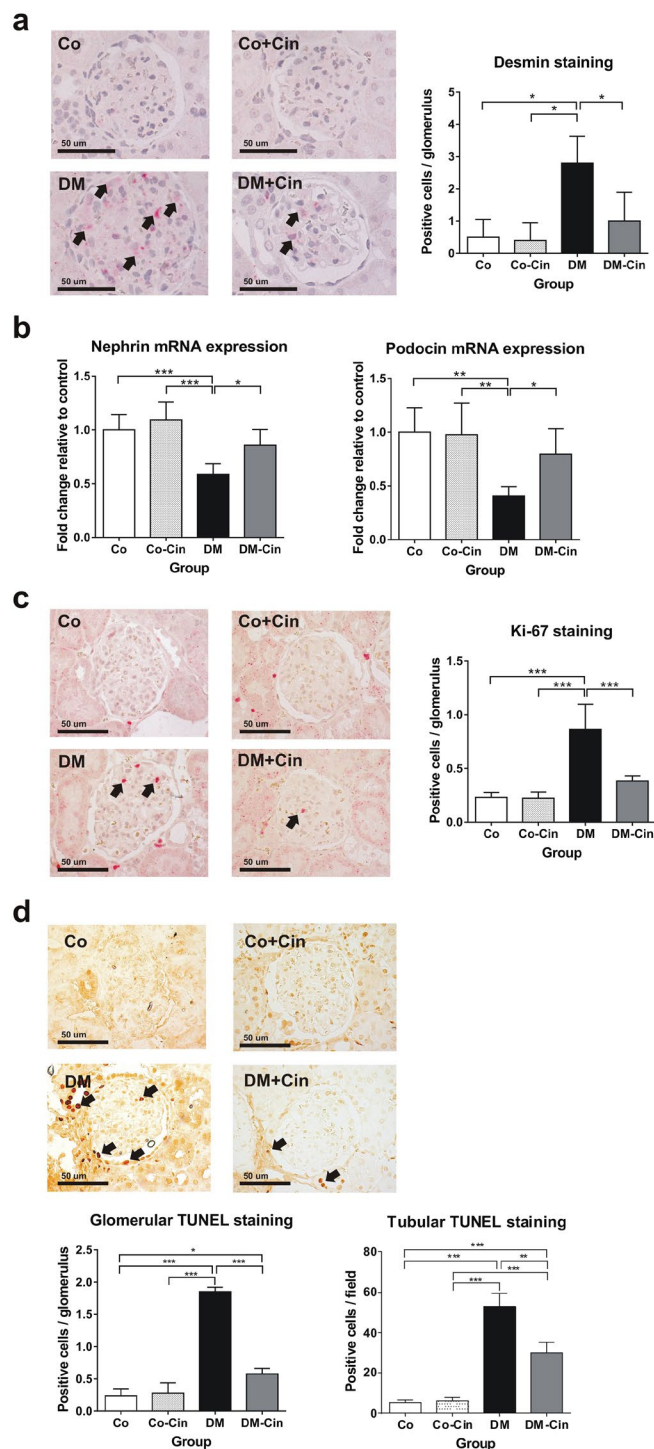 a
Co
50 um
Co+Cin
50 um
DM
50 um
DM+Cin
50 um
Desmin staining
* *
*
Positive cells / glomerulus
5
4
3
2
1
0
Co Co-Cin DM DM-Cin
Group
b
Nephrin mRNA expression
***
*** *
Fold change relative to control
1.5
1.0
0.5
0.0
Co Co-Cin DM DM-Cin
Group
Podocin mRNA expression
**
** *
Fold change relative to control
1.5
1.0
0.5
0.0
Co Co-Cin DM DM-Cin
Group
c
Co
50 um
Co+Cin
50 um
DM
50 um
DM+Cin
50 um
Ki-67 staining
***
*** ***
Positive cells / glomerulus
1.5
1.0
0.5
0.0
Co Co-Cin DM DM-Cin
Group
d
Co
50 um
Co+Cin
50 um
DM
50 um
DM+Cin
50 um
Glomerular TUNEL staining
*
*** ***
***
Positive cells / glomerulus
2.0
1.5
1.0
0.5
0.0
Co Co-Cin DM DM-Cin
Group
Tubular TUNEL staining
***
*** **
***
***
Positive cells / field
80
60
40
20
0
Co Co-Cin DM DM-Cin
Group